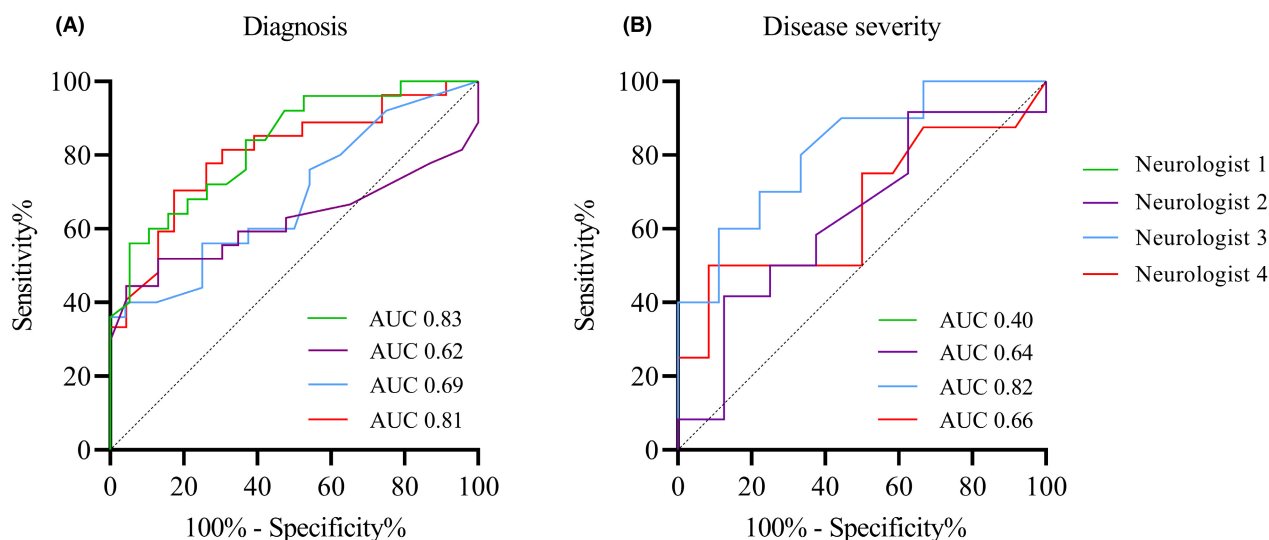 (A) Diagnosis
100
80
60
40
20
0
0 20 40 60 80 100
Sensitivity%
100% - Specificity%
AUC 0.83
AUC 0.62
AUC 0.69
AUC 0.81
(B) Disease severity
100
80
60
40
20
0
0 20 40 60 80 100
Sensitivity%
100% - Specificity%
AUC 0.40
AUC 0.64
AUC 0.82
AUC 0.66
Neurologist 1
Neurologist 2
Neurologist 3
Neurologist 4